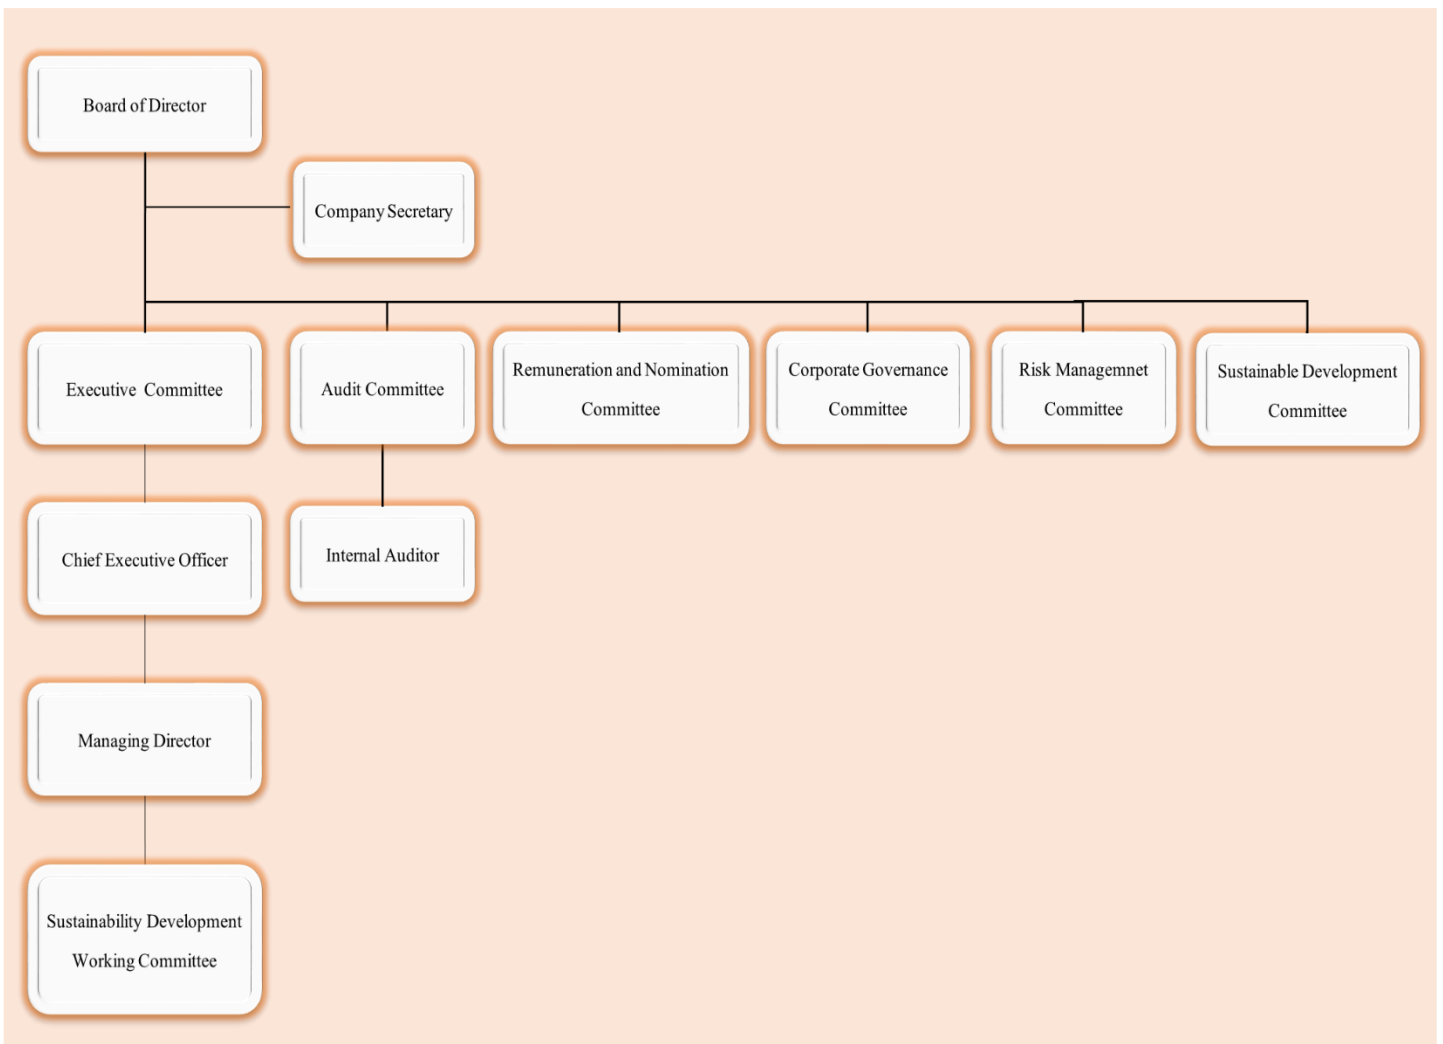 Board of Director
Company Secretary
Executive Committee
Audit Committee
Remuneration and Nomination
Committee
Corporate Governance
Committee
Risk Managemnet
Committee
Sustainable Development
Committee
Chief Executive Officer
Internal Auditor
Managing Director
Sustainability Development
Working Committee